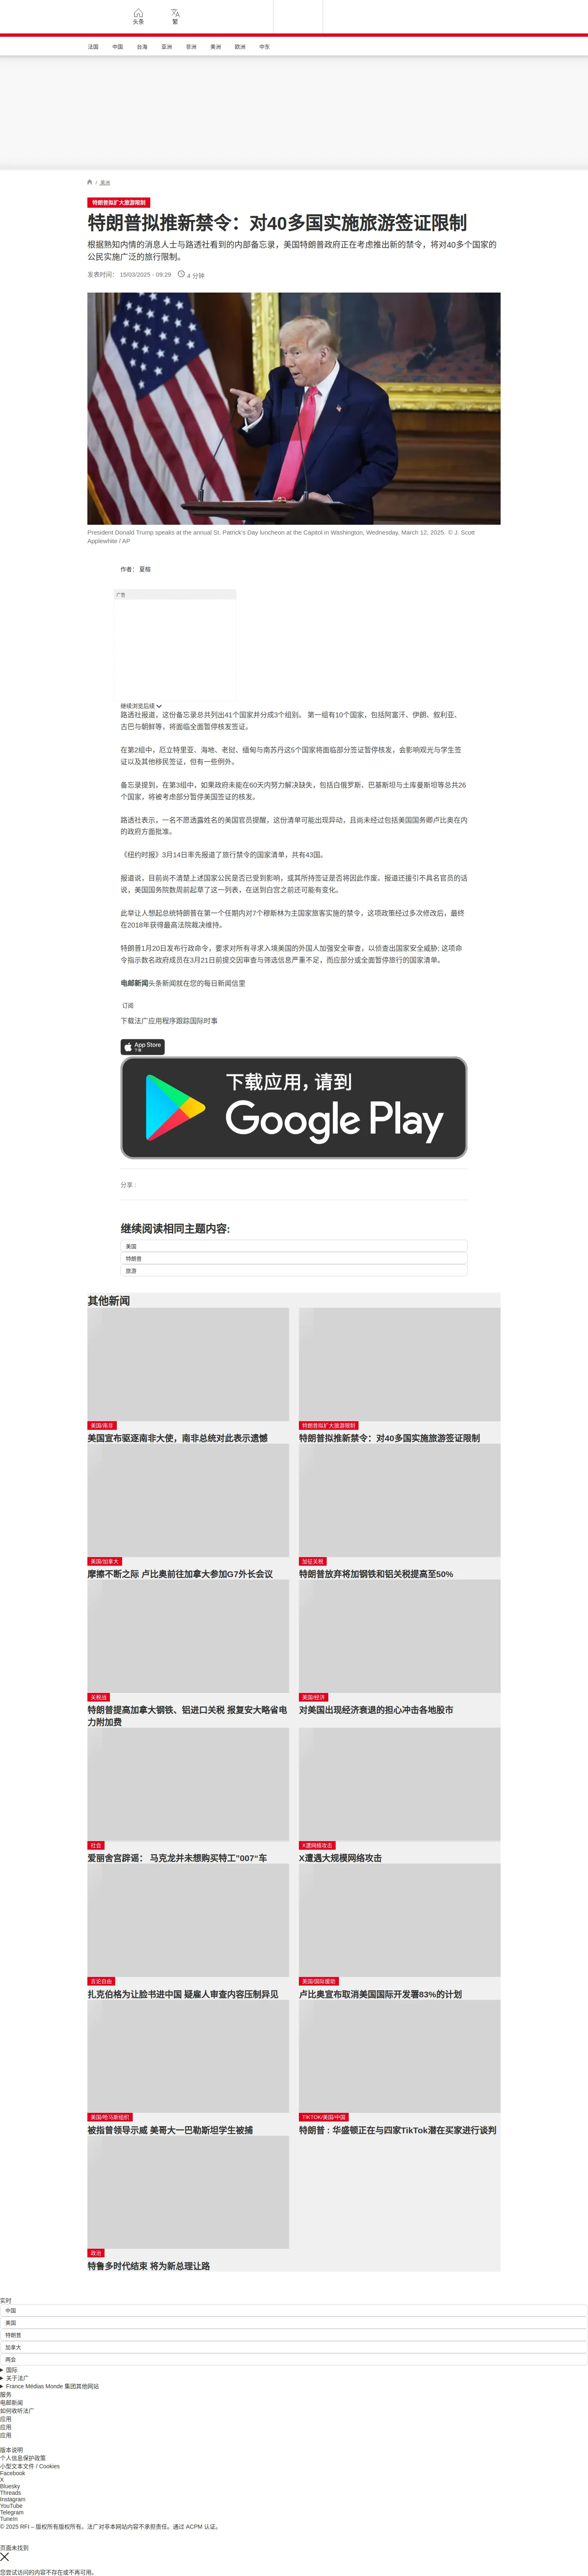 头条
繁
法国 中国 台海 亚洲 非洲 美洲 欧洲 中东
/ 美洲
特朗普拟扩大旅游限制
特朗普拟推新禁令：对40多国实施旅游签证限制
根据熟知内情的消息人士与路透社看到的内部备忘录，美国特朗普政府正在考虑推出新的禁令，将对40多个国家的
公民实施广泛的旅行限制。
发表时间： 15/03/2025 - 09:29 4 分钟
President Donald Trump speaks at the annual St. Patrick's Day luncheon at the Capitol in Washington, Wednesday, March 12, 2025. © J. Scott
Applewhite / AP
作者： 夏榕
广告
继续浏览后续
路透社报道，这份备忘录总共列出41个国家并分成3个组别。 第一组有10个国家，包括阿富汗、伊朗、叙利亚、
古巴与朝鲜等，将面临全面暂停核发签证。
在第2组中，厄立特里亚、海地、老挝、缅甸与南苏丹这5个国家将面临部分签证暂停核发，会影响观光与学生签
证以及其他移民签证，但有一些例外。
备忘录提到，在第3组中，如果政府未能在60天内努力解决缺失，包括白俄罗斯、巴基斯坦与土库曼斯坦等总共26
个国家，将被考虑部分暂停美国签证的核发。
路透社表示，一名不愿透露姓名的美国官员提醒，这份清单可能出现异动，且尚未经过包括美国国务卿卢比奥在内
的政府方面批准。
《纽约时报》3月14日率先报道了旅行禁令的国家清单，共有43国。
报道说，目前尚不清楚上述国家公民是否已受到影响，或其所持签证是否将因此作废。报道还援引不具名官员的话
说，美国国务院数周前起草了这一列表，在送到白宫之前还可能有变化。
此举让人想起总统特朗普在第一个任期内对7个穆斯林为主国家旅客实施的禁令，这项政策经过多次修改后，最终
在2018年获得最高法院裁决维持。
特朗普1月20日发布行政命令，要求对所有寻求入境美国的外国人加强安全审查，以侦查出国家安全威胁; 这项命
令指示数名政府成员在3月21日前提交因审查与筛选信息严重不足，而应部分或全面暂停旅行的国家清单。
电邮新闻头条新闻就在您的每日新闻信里
订阅
下载法广应用程序跟踪国际时事
App Store
下载
下载应用，请到
Google Play
分享 :
继续阅读相同主题内容:
美国
特朗普
旅游
其他新闻
美国/南非
美国宣布驱逐南非大使，南非总统对此表示遗憾
特朗普拟扩大旅游限制
特朗普拟推新禁令：对40多国实施旅游签证限制
美国/加拿大
摩擦不断之际 卢比奥前往加拿大参加G7外长会议
加征关税
特朗普放弃将加钢铁和铝关税提高至50%
关税战
特朗普提高加拿大钢铁、铝进口关税 报复安大略省电
力附加费
美国/经济
对美国出现经济衰退的担心冲击各地股市
社会
爱丽舍宫辟谣： 马克龙并未想购买特工"007"车
X遭网络攻击
X遭遇大规模网络攻击
言论自由
扎克伯格为让脸书进中国 疑雇人审查内容压制异见
美国/国际援助
卢比奥宣布取消美国国际开发署83%的计划
美国/哈马斯组织
被指曾领导示威 美哥大一巴勒斯坦学生被捕
TIKTOK/美国/中国
特朗普 : 华盛顿正在与四家TikTok潜在买家进行谈判
政治
特鲁多时代结束 将为新总理让路
实时
中国
美国
特朗普
加拿大
两会
国际
关于法广
France Médias Monde 集团其他网站
服务
电邮新闻
如何收听法广
应用
应用
应用
版本说明
个人信息保护政策
小型文本文件 / Cookies
Facebook
X
Bluesky
Threads
Instagram
YouTube
Telegram
TuneIn
© 2025 RFI – 版权所有版权所有。法广对非本网站内容不承担责任。通过 ACPM 认证。
页面未找到
您尝试访问的内容不存在或不再可用。